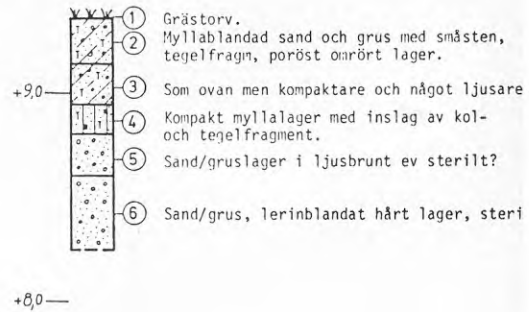 1 Grästorv.
2 Myllablandad sand och grus med småsten,
tegelfragm, poröst omrört lager.
+9,0
3 Som ovan men kompaktare och något ljusare
4 Kompakt myllalager med inslag av kol-
och tegelfragment.
5 Sand/gruslager i ljusbrunt ev sterilt?
6 Sand/grus, lerinblandat hårt lager, steri
+8,0